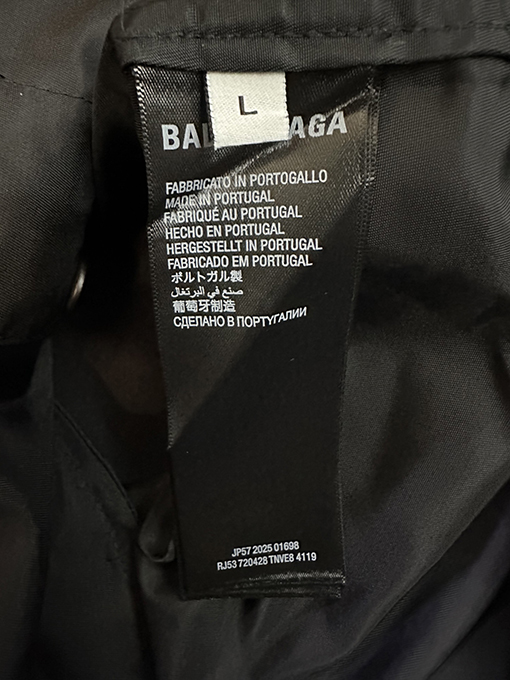 L
FABBRICATO IN PORTOGALLO
MADE IN PORTUGAL
FABRIQUÉ AU PORTUGAL
HECHO EN PORTUGAL
HERGESTELLT IN PORTUGAL
FABRICADO EM PORTUGAL
ポルトガル製
صنع في البرتغال
葡萄牙制造
СДЕЛАНО В ПОРТУГАЛИИ
JP57 2025 01698
RJ53 720428 TNVE8 4119